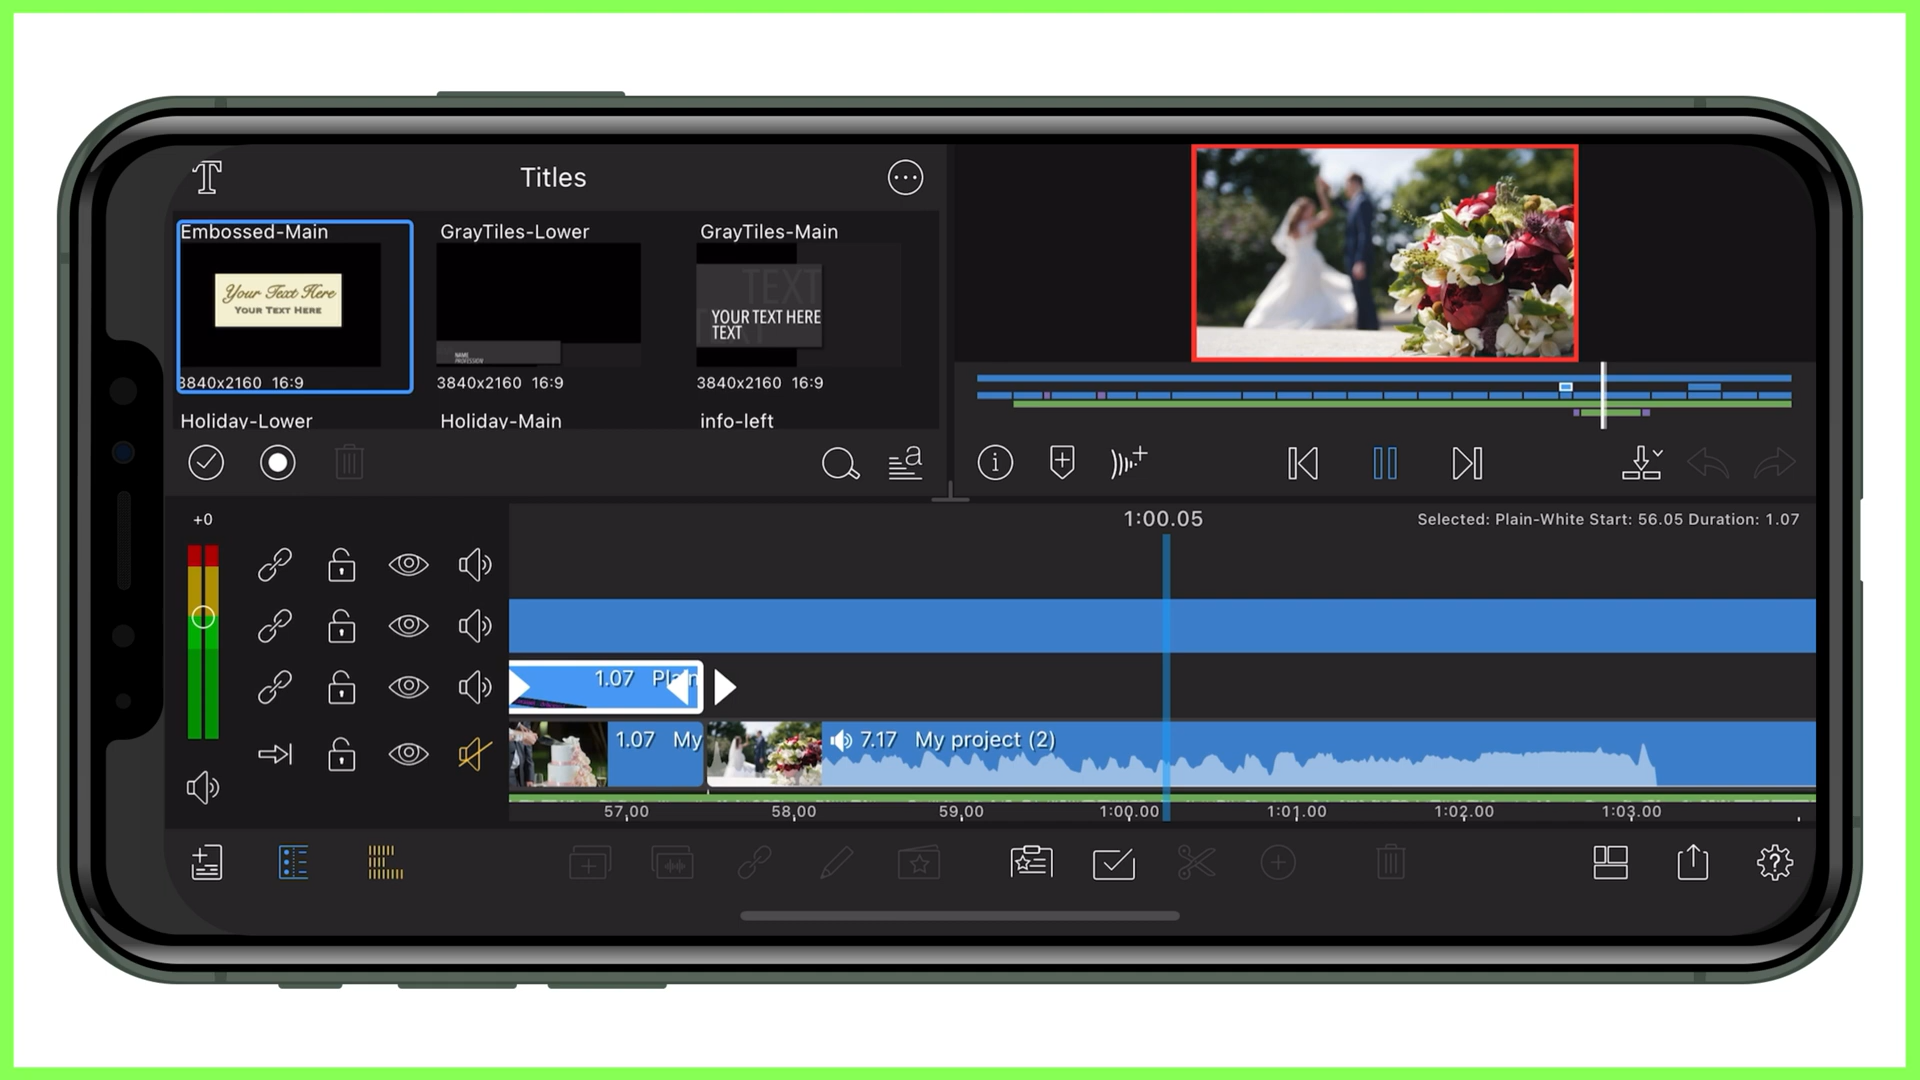 Titles
Embossed-Main
GrayTiles-Lower
GrayTiles-Main
Your Text Here
YOUR TEXT HERE
NAME
PROFESSION
TEXT
YOUR TEXT HERE
TEXT
3840x2160 16:9
3840x2160 16:9
3840x2160 16:9
Holiday-Lower
Holiday-Main
info-left
a
+0
1:00.05
Selected: Plain-White Start: 56.05 Duration: 1.07
1.07 Plain
1.07 My
7.17 My project (2)
57.00
58.00
59.00
1:00.00
1:01.00
1:02.00
1:03.00